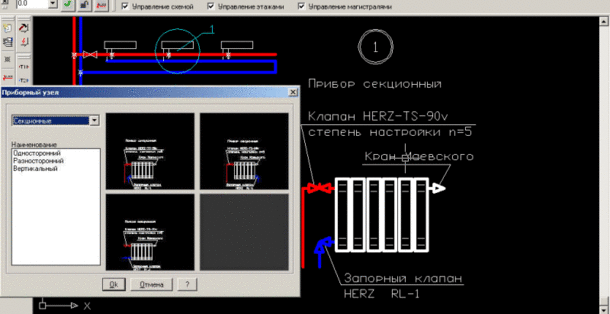 0.0
Управление схемой
Управление этажами
Управление магистралями
1
1
Прибор секционный
Клапан HERZ-TS-90v
степень настройки n=5
Кран Маевского
Запорный клапан
HERZ RL-1
Приборный узел
Секционные
Наименование
Односторонний
Разносторонний
Вертикальный
Ok
Отмена
?
X